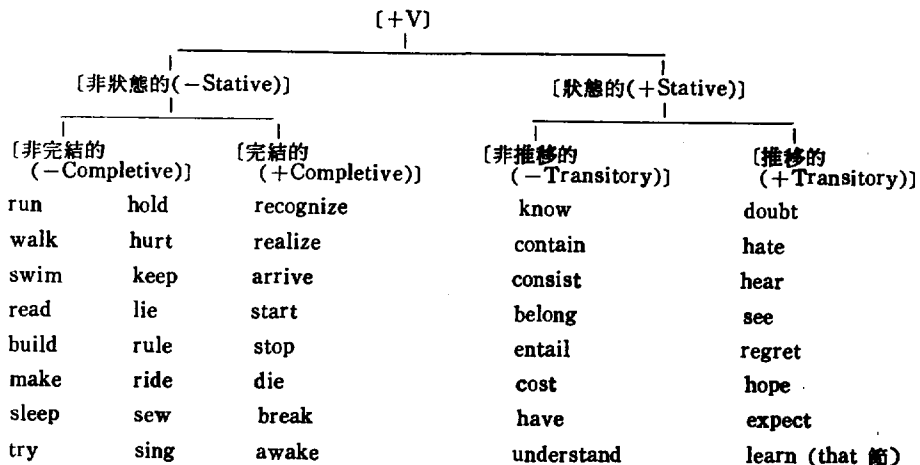 [+V]
[非狀態的(−Stative)] [狀態的(+Stative)]
[非完結的 [完結的 [非推移的 [推移的
(−Completive)] (+Completive)] (−Transitory)] (+Transitory)]
run hold recognize know doubt
walk hurt realize contain hate
swim keep arrive consist hear
read lie start belong see
build rule stop entail regret
make ride die cost hope
sleep sew break have expect
try sing awake understand learn (that 節)